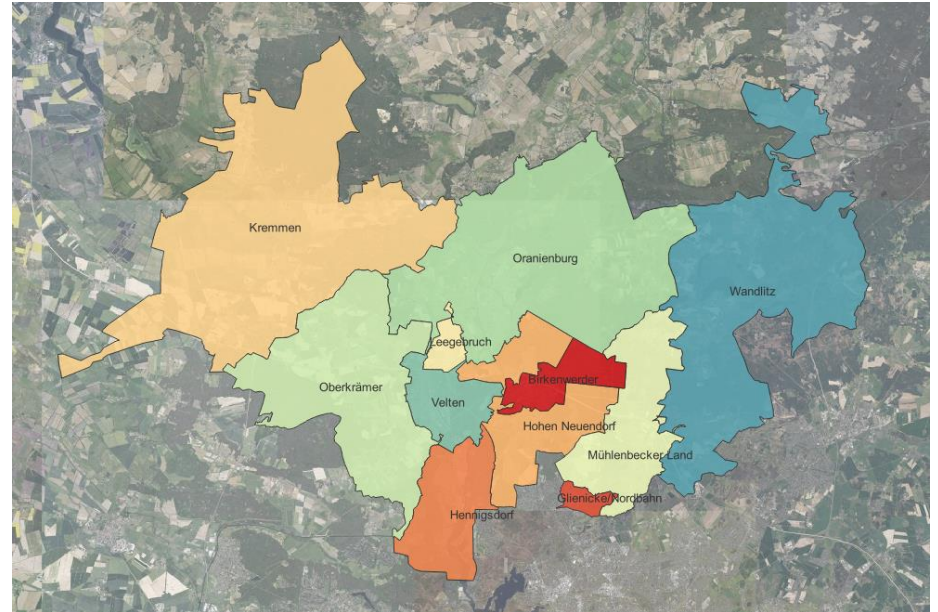 Kremmen
Oranienburg
Wandlitz
Leegebruch
Birkenwerder
Oberkrämer
Velten
Hohen Neuendorf
Mühlenbecker Land
Glienicke/Nordbahn
Hennigsdorf